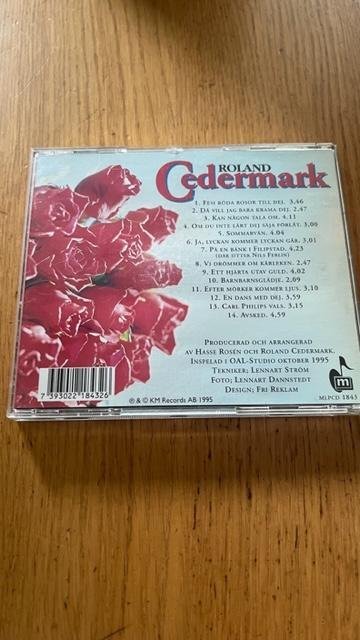 ROLAND
Cedermark
1. FEM RÖDA ROSOR TILL DEJ. 3,46
2. DÅ VILL JAG BARA KRAMA DEJ. 2,47
3. KAN NÅGON TALA OM. 4,11
4. OM DU INTE LÄRT DEJ SÄJA FÖRLÅT. 3,00
5. SOMMARVÄN. 4.04
6. JA, LYCKAN KOMMER LYCKAN GÅR. 3,01
7. PÅ EN BÄNK I FILIPSTAD. 4,23
(DÄR SITTER NILS FERLIN)
8. VI DRÖMMER OM KÄRLEKEN. 2,47
9. ETT HJÄRTA UTAV GULD. 4,02
10. BARNBARNSGLÄDJE. 2,09
11. EFTER MÖRKER KOMMER LJUS. 3,10
12. EN DANS MED DEJ. 3,59
13. CARL PHILIPS VALS. 3,15
14. AVSKED. 4,59
PRODUCERAD OCH ARRANGERAD
AV HASSE ROSÉN OCH ROLAND CEDERMARK.
INSPELAD I OAL-STUDIO OKTOBER 1995
TEKNIKER; LENNART STRÖM
FOTO; LENNART DANNSTEDT
DESIGN; FRI REKLAM
7 393022 184326
℗ & © KM RECORDS AB 1995
m
MLPCD 1843